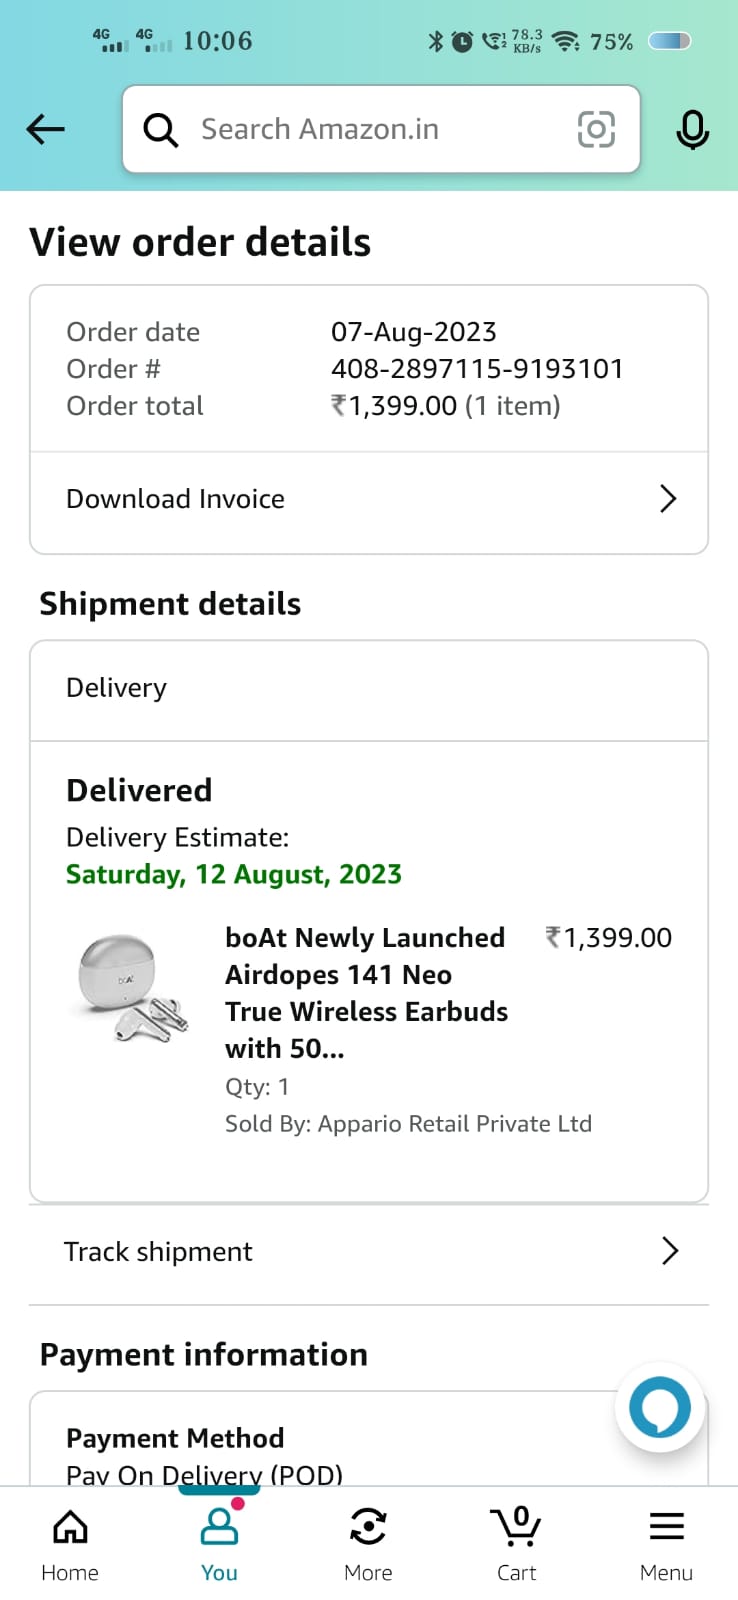 4G 4G 10:06 78.3 KB/s 75%
Search Amazon.in
View order details
Order date 07-Aug-2023
Order # 408-2897115-9193101
Order total ₹1,399.00 (1 item)
Download Invoice
Shipment details
Delivery
Delivered
Delivery Estimate:
Saturday, 12 August, 2023
boAt Newly Launched ₹1,399.00
Airdopes 141 Neo
True Wireless Earbuds
with 50...
Qty: 1
Sold By: Appario Retail Private Ltd
Track shipment
Payment information
Payment Method
Pay On Delivery (POD)
0
Home You More Cart Menu